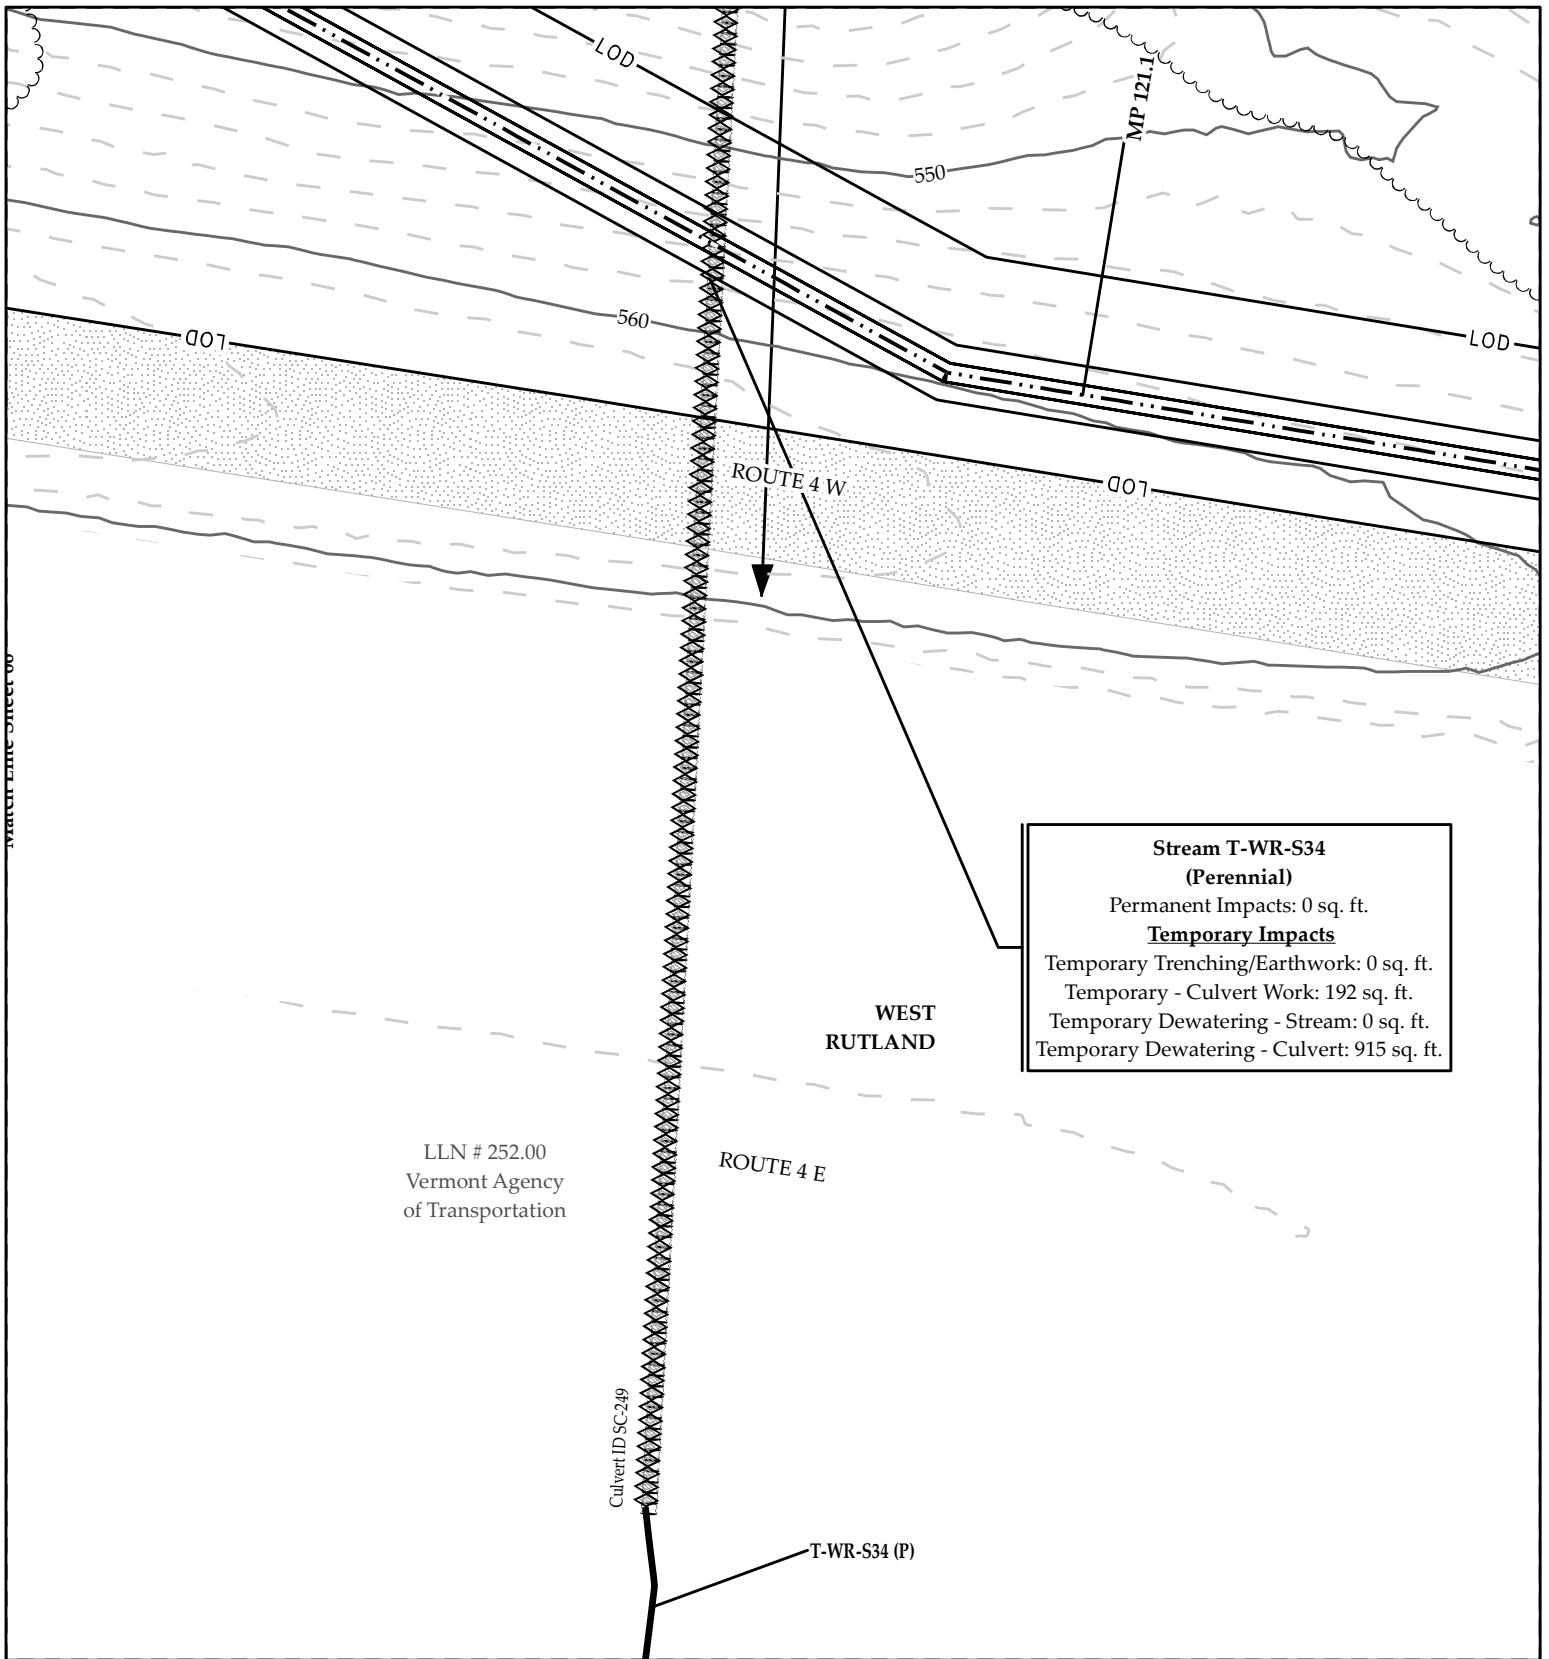 LOD
MP 121.1
550
560
LOD
LOD
ROUTE 4 W
LOD
Match Line Sheet
Stream T-WR-S34
(Perennial)
Permanent Impacts: 0 sq. ft.
Temporary Impacts
Temporary Trenching/Earthwork: 0 sq. ft.
Temporary - Culvert Work: 192 sq. ft.
Temporary Dewatering - Stream: 0 sq. ft.
Temporary Dewatering - Culvert: 915 sq. ft.
WEST
RUTLAND
LLN # 252.00
Vermont Agency
of Transportation
ROUTE 4 E
Culvert ID SC-249
T-WR-S34 (P)